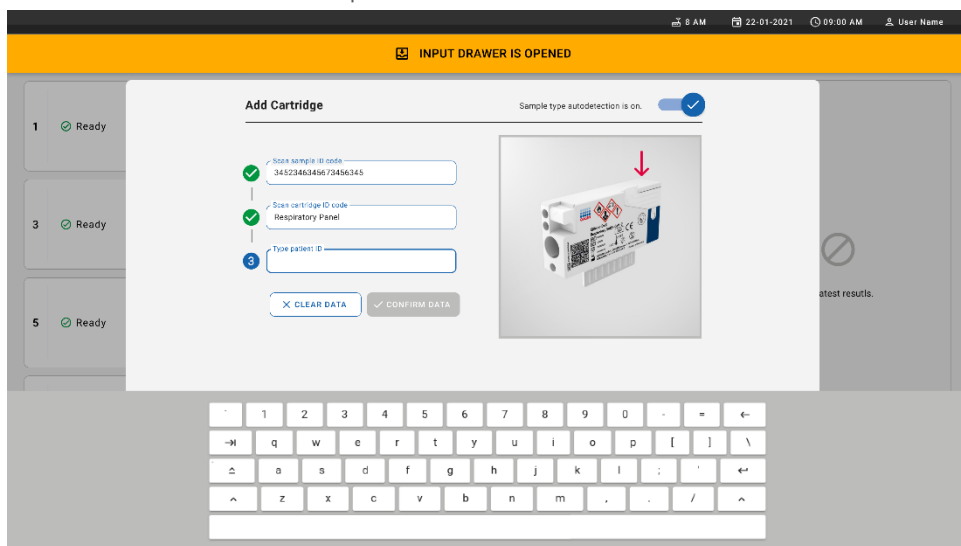 8 AM 22-01-2021 09:00 AM User Name
INPUT DRAWER IS OPENED
Add Cartridge Sample type autodetection is on.
1 Ready
Scan sample ID code
34523463456734563 45
Scan cartridge ID code
Respiratory Panel
3 Ready
Type patient ID
3
CLEAR DATA CONFIRM DATA
atest resutls.
5 Ready
` 1 2 3 4 5 6 7 8 9 0 - =
q w e r t y u i o p [ ] \
a s d f g h j k l ; '
z x c v b n m , . /